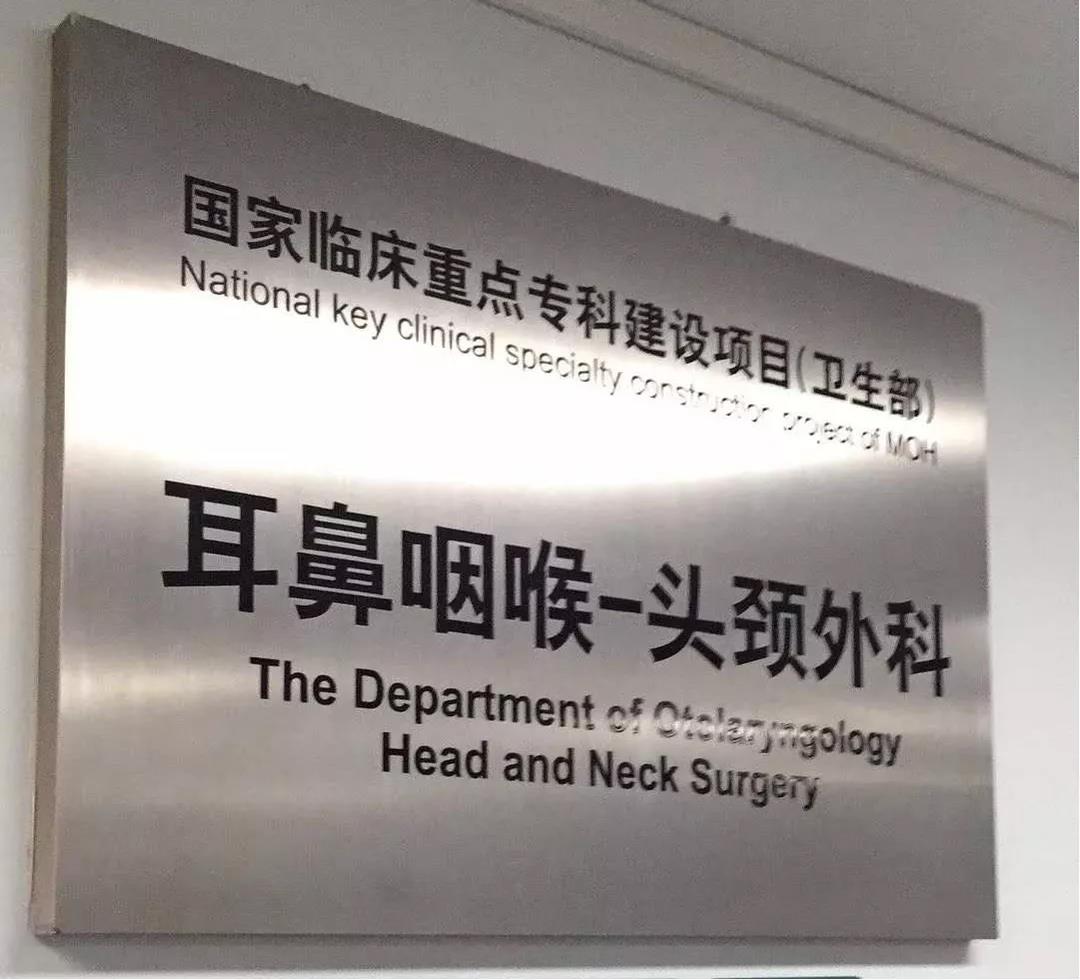 国家临床重点专科建设项目(卫生部)
National key clinical specialty construction project of MOH
耳鼻咽喉-头颈外科
The Department of Otolaryngology
Head and Neck Surgery